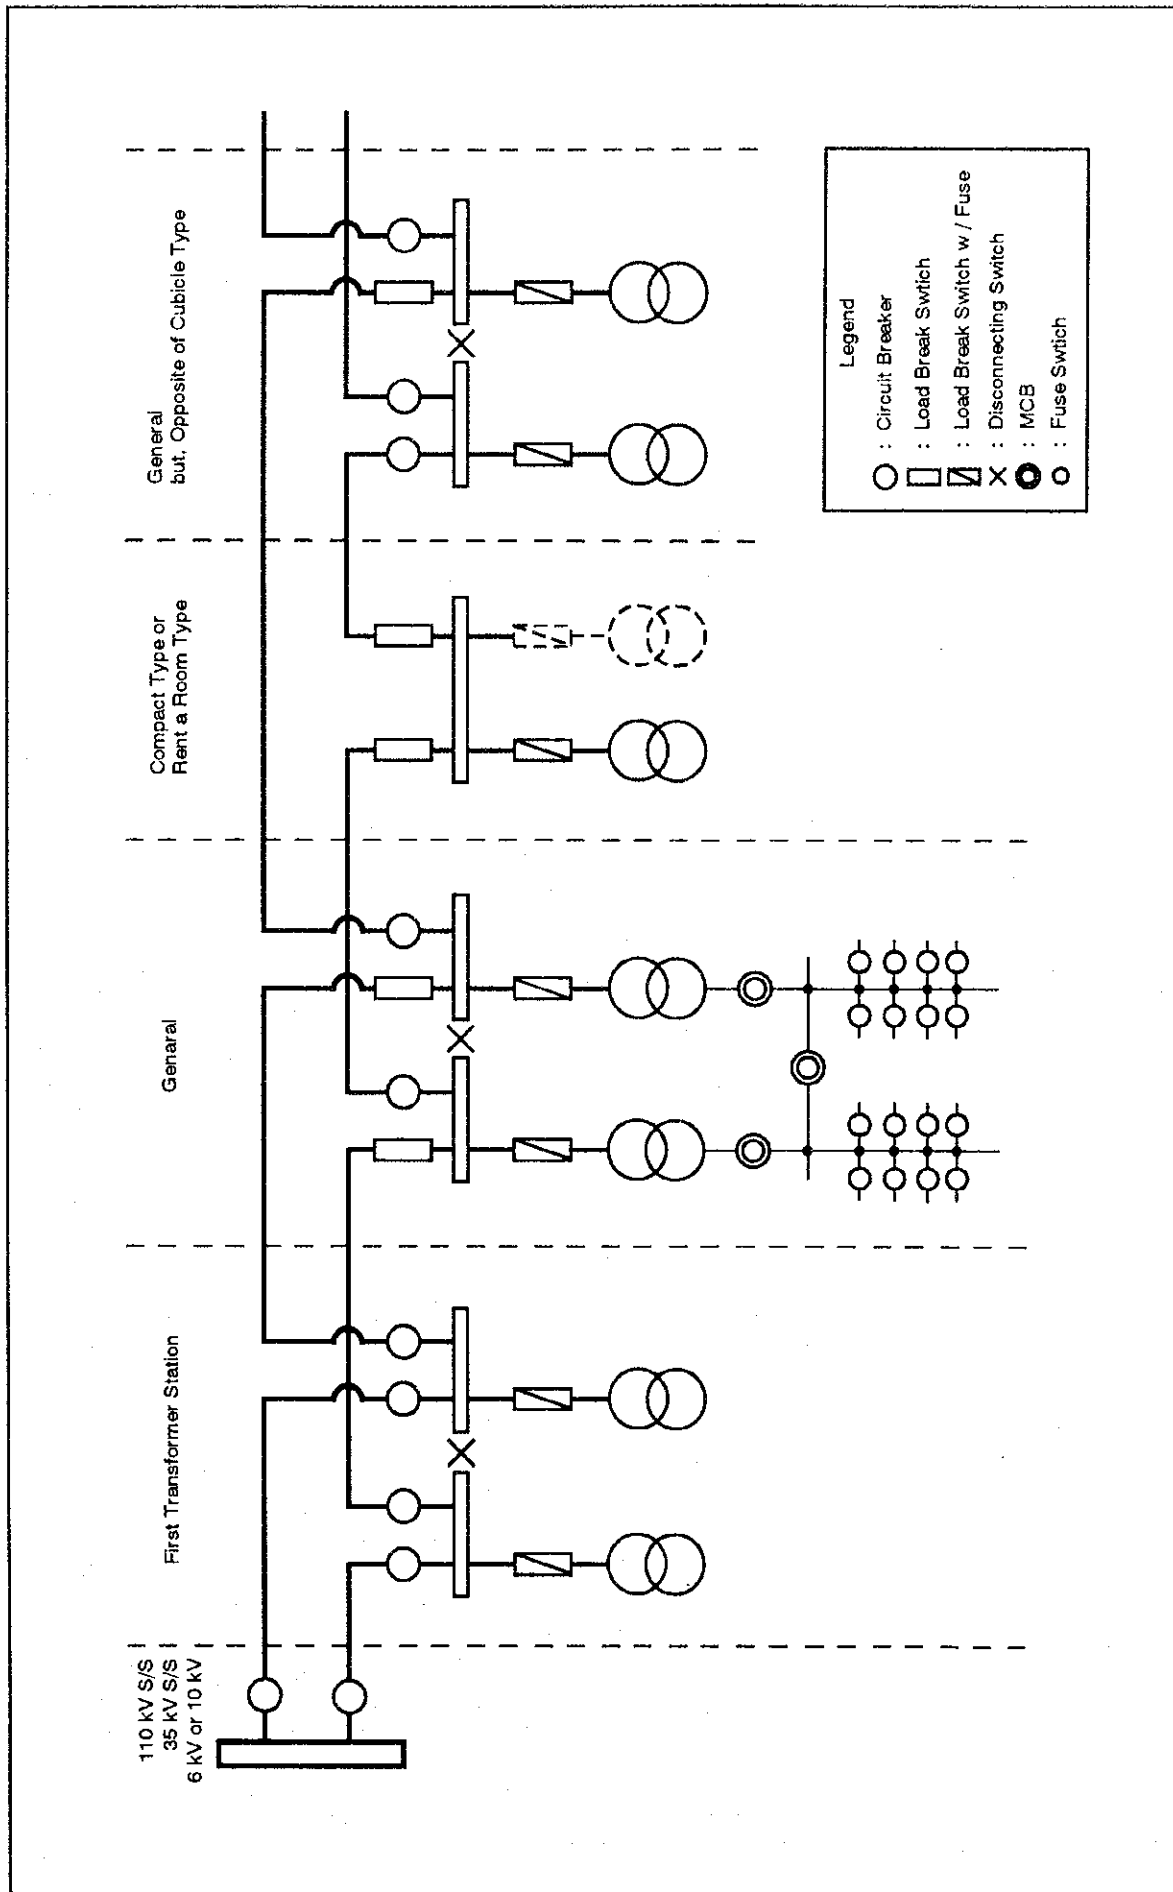 110 kV S/S
35 kV S/S
6 kV or 10 kV
First Transformer Station
Genaral
Compact Type or
Rent a Room Type
General
but, Opposite of Cubicle Type
Legend
: Circuit Breaker
: Load Break Swtich
: Load Break Switch w / Fuse
: Disconnecting Switch
: MCB
: Fuse Swtich